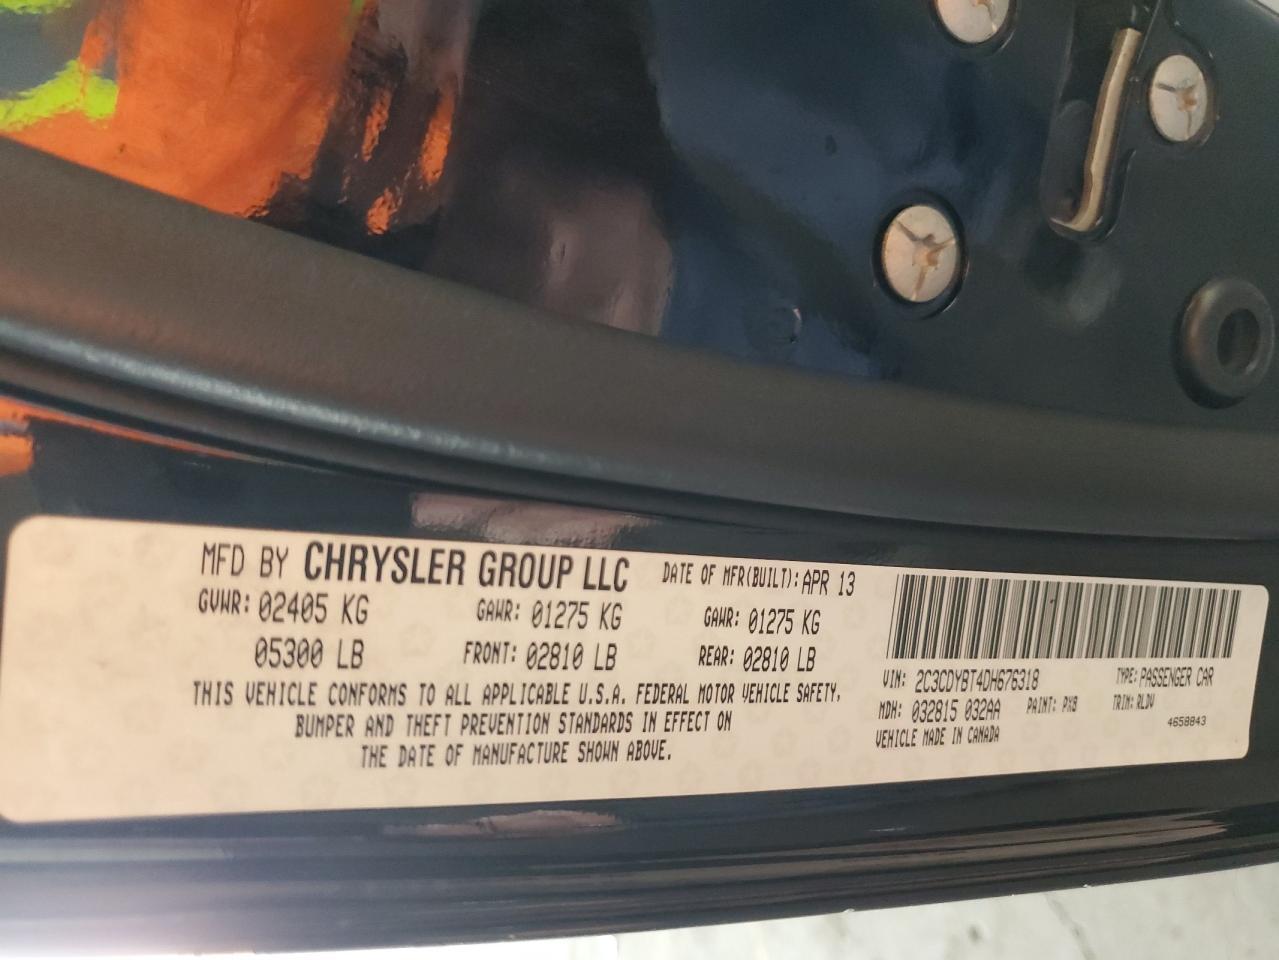 MFD BY CHRYSLER GROUP LLC DATE OF MFR(BUILT): APR 13
GVWR: 02405 KG GAWR: 01275 KG GAWR: 01275 KG
05300 LB FRONT: 02810 LB REAR: 02810 LB
THIS VEHICLE CONFORMS TO ALL APPLICABLE U.S.A. FEDERAL MOTOR VEHICLE SAFETY,
BUMPER AND THEFT PREVENTION STANDARDS IN EFFECT ON
THE DATE OF MANUFACTURE SHOWN ABOVE.
VIN: 2C3CDYBT4DH676318 TYPE: PASSENGER CAR
MDH: 032815 032AA PAINT: PX8 TRIM: RLDV
VEHICLE MADE IN CANADA 4658843